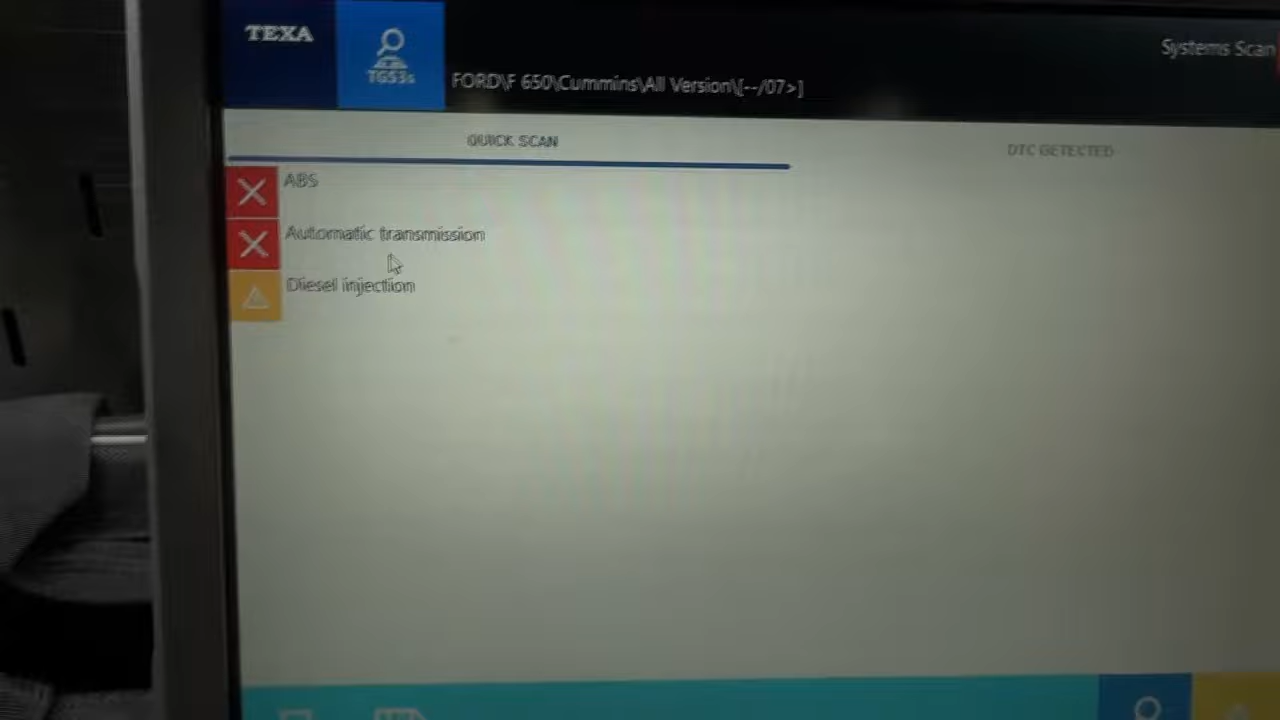 TEXA
TGS3s
Systems Scan
FORD\F 650\Cummins\All Version\[--/07>]
QUICK SCAN
DTC DETECTED
ABS
Automatic transmission
Diesel injection